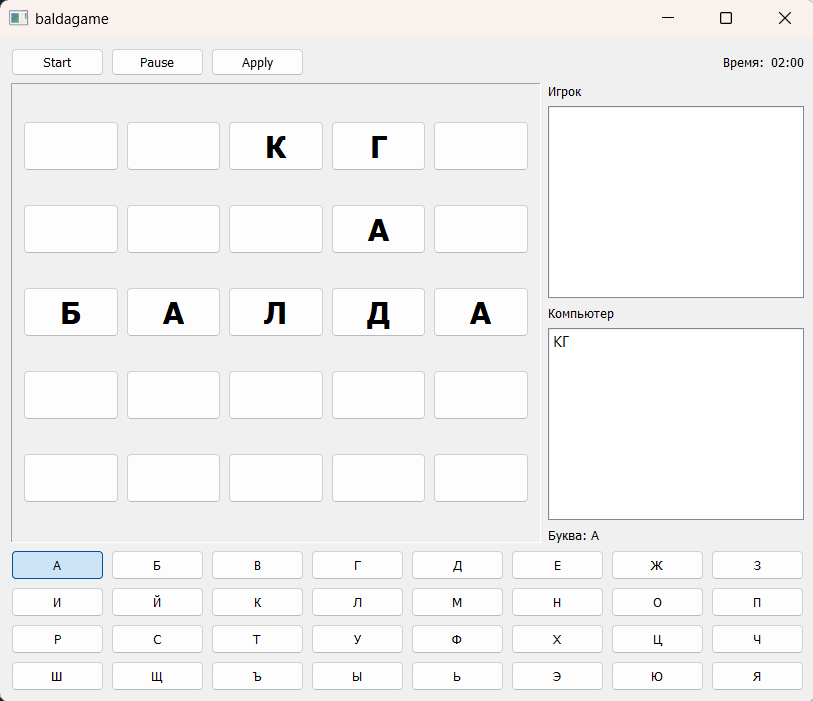 baldagame
Start Pause Apply Время: 02:00
Игрок
К Г
А
Б А Л Д А
Компьютер
КГ
Буква: А
А Б В Г Д Е Ж З
И Й К Л М Н О П
Р С Т У Ф Х Ц Ч
Ш Щ Ъ Ы Ь Э Ю Я